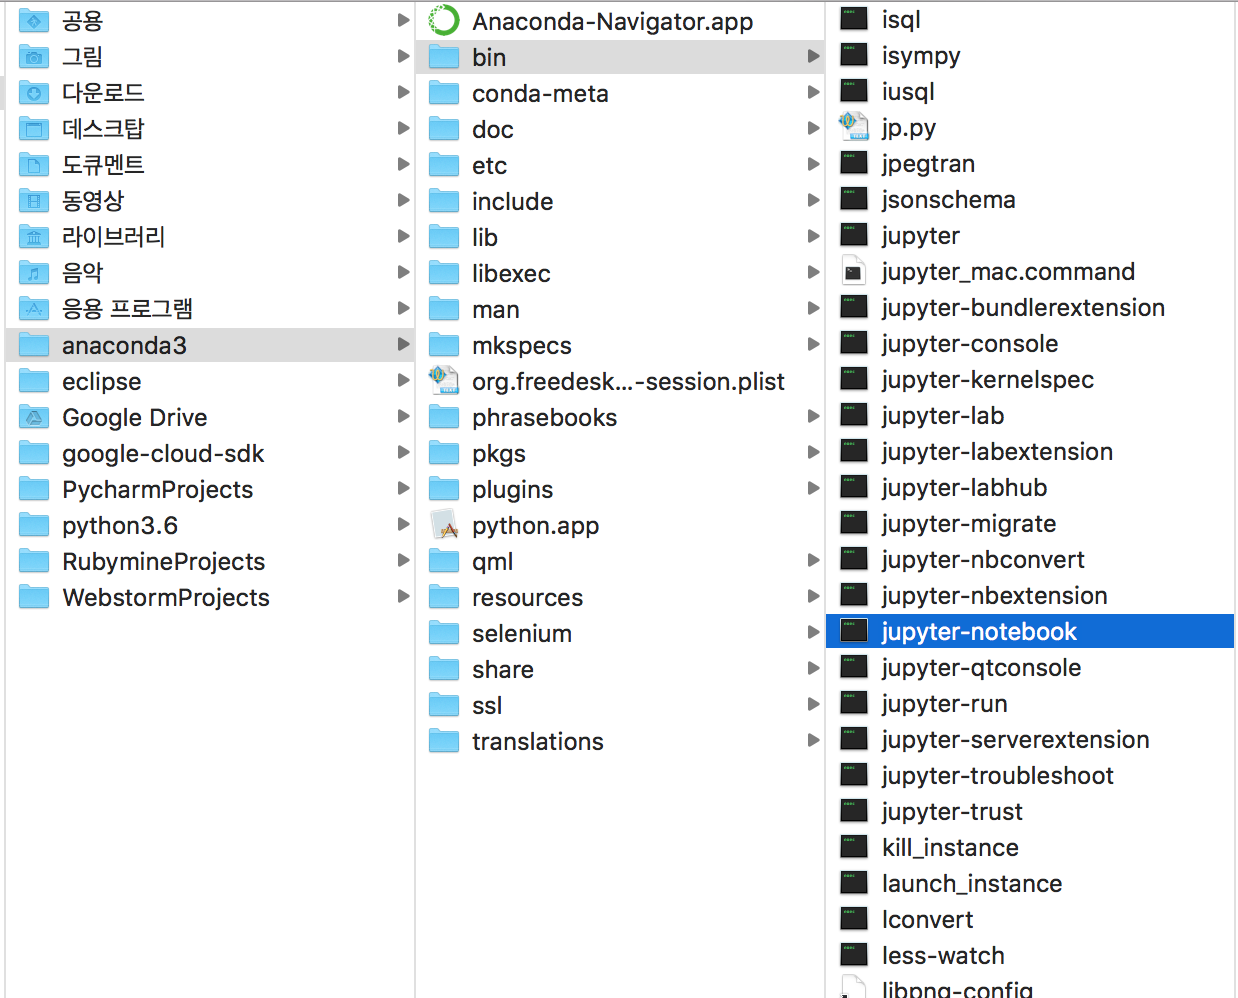 공용
그림
다운로드
데스크탑
도큐멘트
동영상
라이브러리
음악
응용 프로그램
anaconda3
eclipse
Google Drive
google-cloud-sdk
PycharmProjects
python3.6
RubymineProjects
WebstormProjects
Anaconda-Navigator.app
bin
conda-meta
doc
etc
include
lib
libexec
man
mkspecs
org.freedesk...-session.plist
phrasebooks
pkgs
plugins
python.app
qml
resources
selenium
share
ssl
translations
isql
isympy
iusql
jp.py
jpegtran
jsonschema
jupyter
jupyter_mac.command
jupyter-bundlerextension
jupyter-console
jupyter-kernelspec
jupyter-lab
jupyter-labextension
jupyter-labhub
jupyter-migrate
jupyter-nbconvert
jupyter-nbextension
jupyter-notebook
jupyter-qtconsole
jupyter-run
jupyter-serverextension
jupyter-troubleshoot
jupyter-trust
kill_instance
launch_instance
lconvert
less-watch
libpng-config